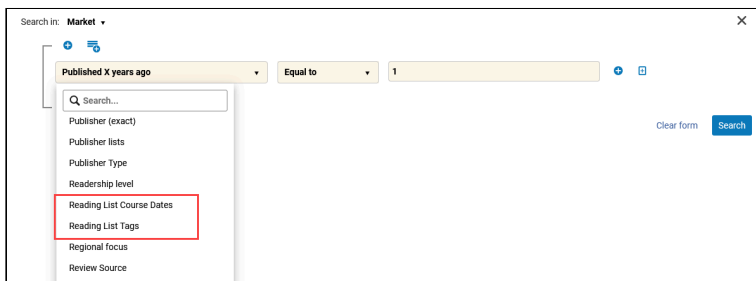 Search in: Market
Published X years ago Equal to 1
Search...
Publisher (exact)
Publisher lists
Publisher Type
Readership level
Reading List Course Dates
Reading List Tags
Regional focus
Review Source
Clear form Search